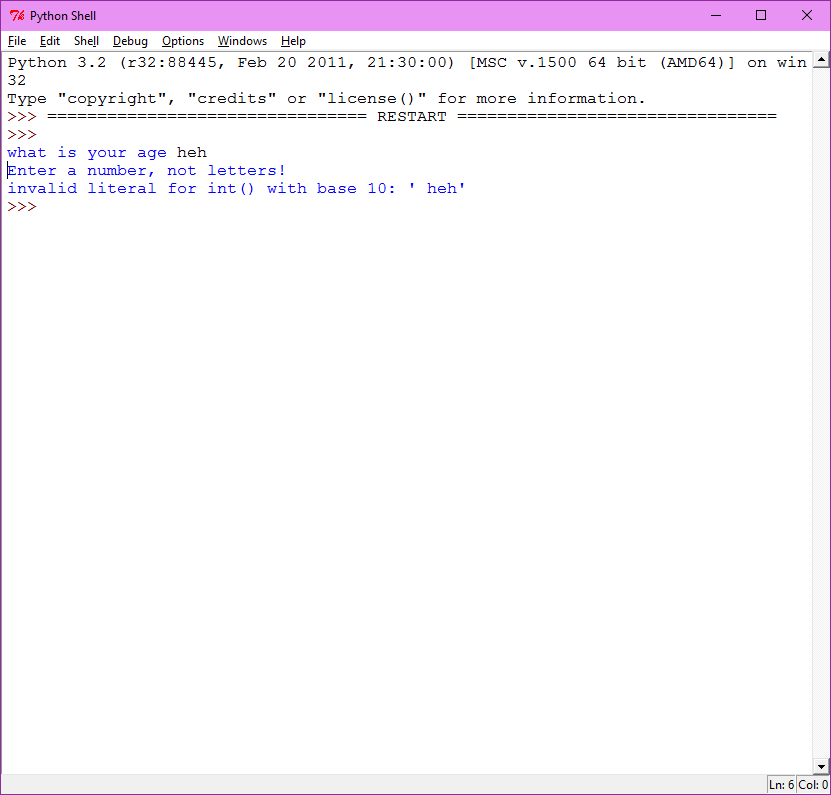 Python Shell
File Edit Shell Debug Options Windows Help
Python 3.2 (r32:88445, Feb 20 2011, 21:30:00) [MSC v.1500 64 bit (AMD64)] on win
32
Type "copyright", "credits" or "license()" for more information.
>>> ================================ RESTART ================================
>>>
what is your age heh
Enter a number, not letters!
invalid literal for int() with base 10: ' heh'
>>>
Ln: 6 Col: 0